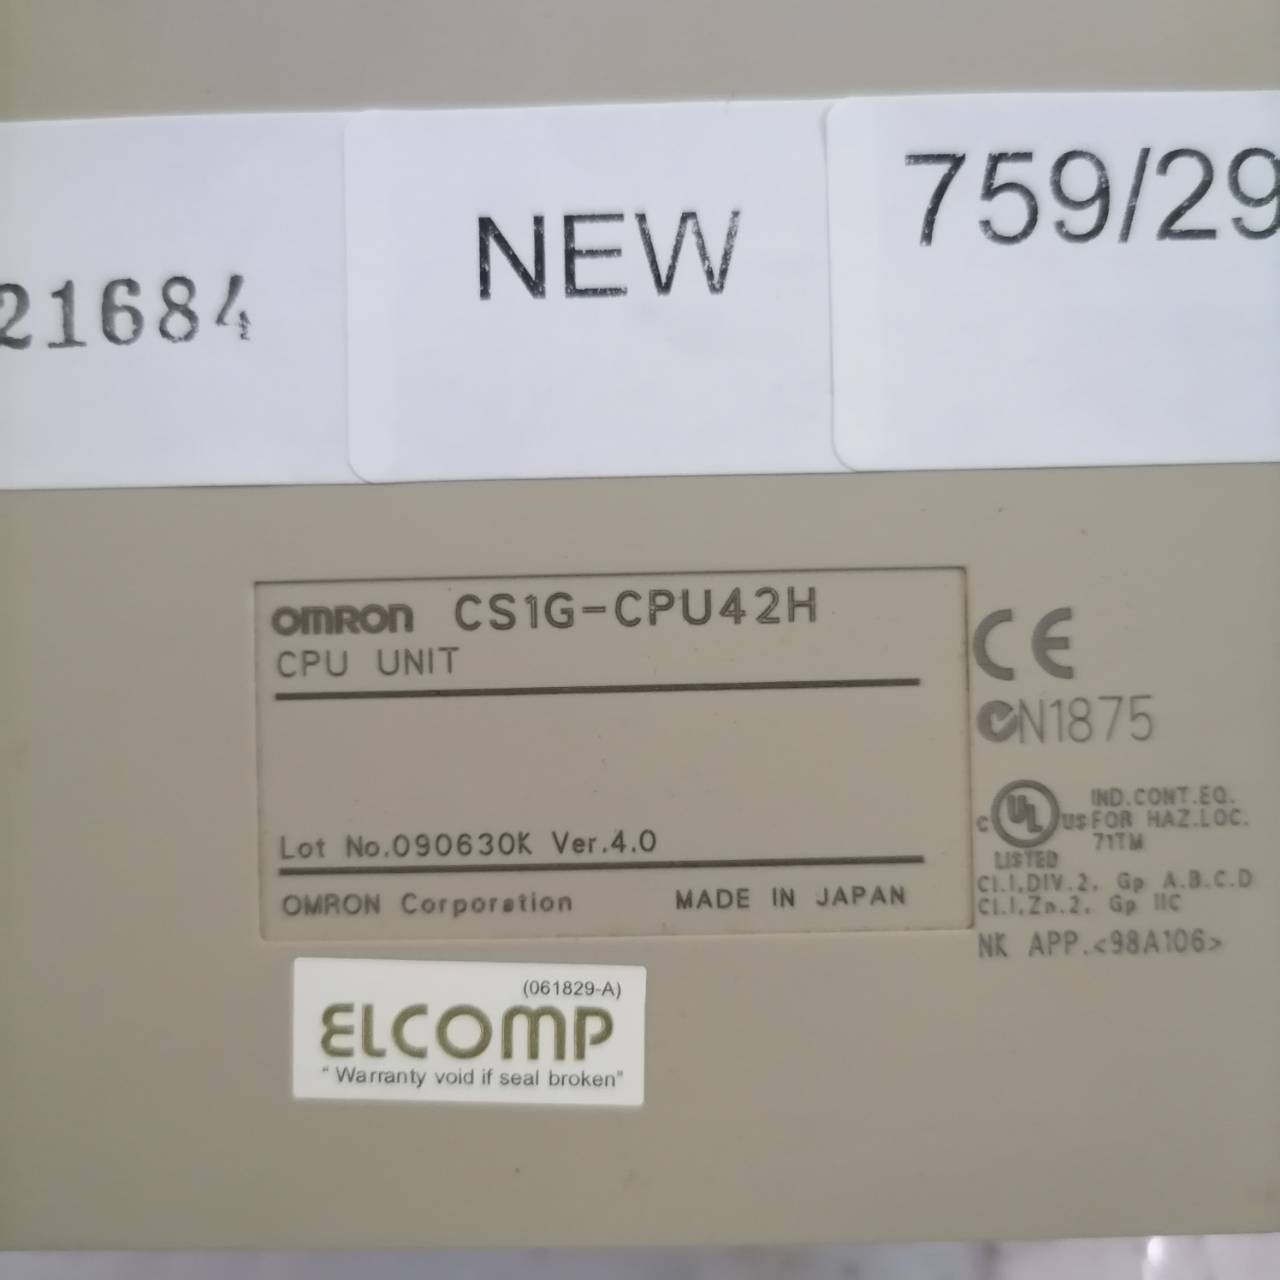 21684
NEW
759/29
OMRON CS1G-CPU42H
CPU UNIT
Lot No.090630K Ver.4.0
OMRON Corporation MADE IN JAPAN
CE
N1875
c UL us IND.CONT.EQ.
FOR HAZ.LOC.
LISTED 71TM
Cl.I,DIV.2, Gp A.B.C.D
Cl.I,Zn.2, Gp IIC
NK APP.<98A106>
(061829-A)
ELCOMP
"Warranty void if seal broken"